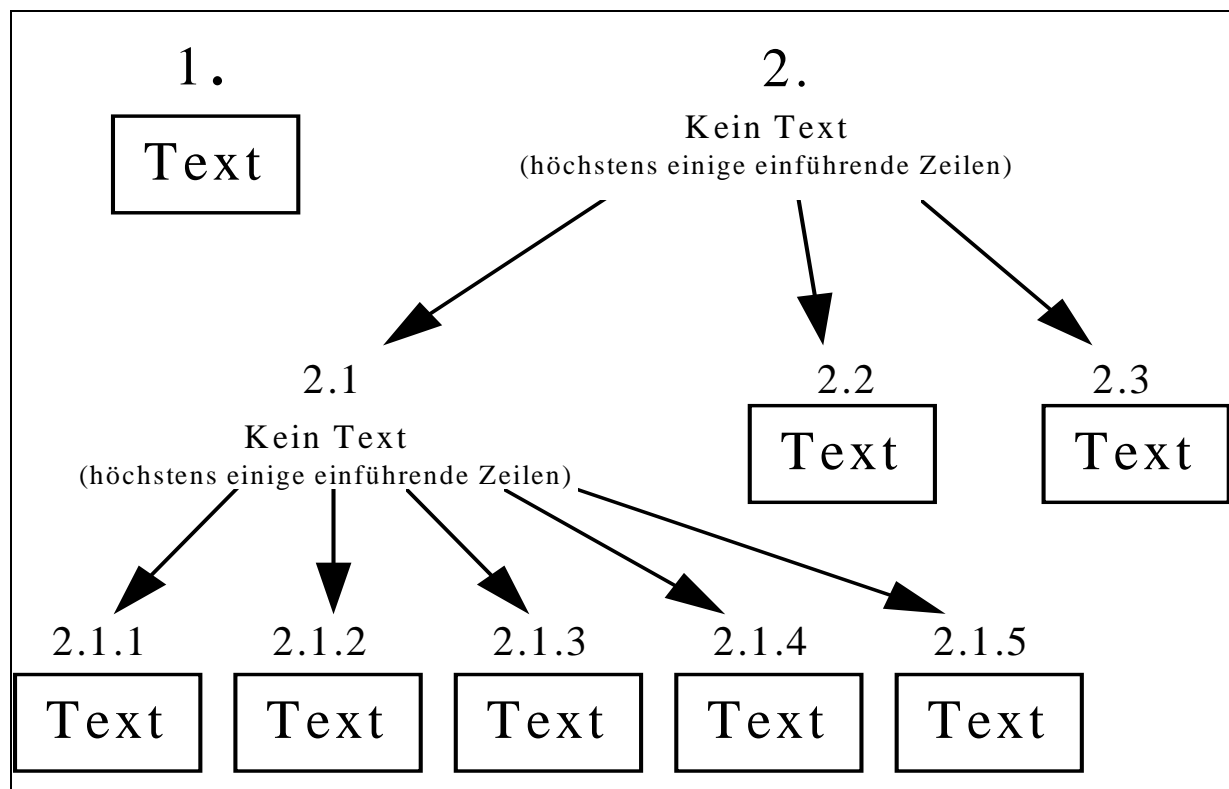 1.
2.
Text
Kein Text
(höchstens einige einführende Zeilen)
2.1
2.2
2.3
Kein Text
(höchstens einige einführende Zeilen)
Text
Text
2.1.1
2.1.2
2.1.3
2.1.4
2.1.5
Text
Text
Text
Text
Text